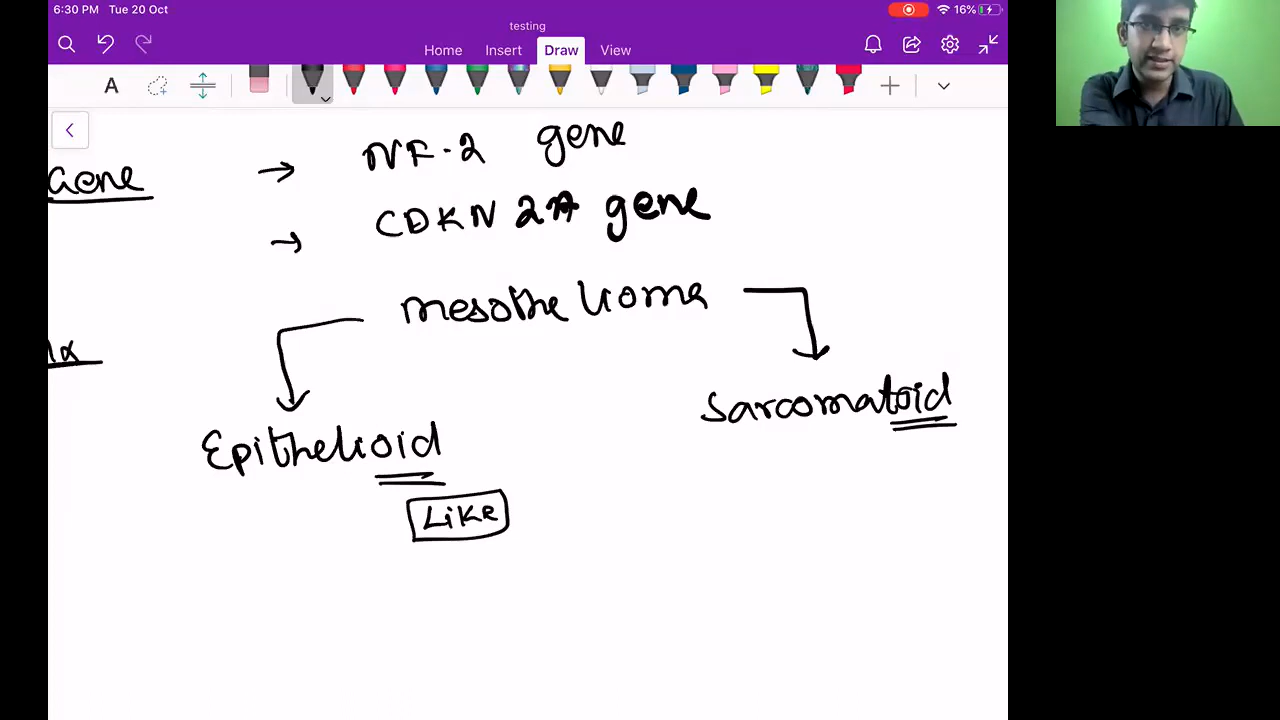 6:30 PM Tue 20 Oct
16%
testing
Home Insert Draw View
A
Gene
→ NF-2 gene
→ CDKN 2A gene
mesothelioma
Epithelioid
Sarcomatoid
Like